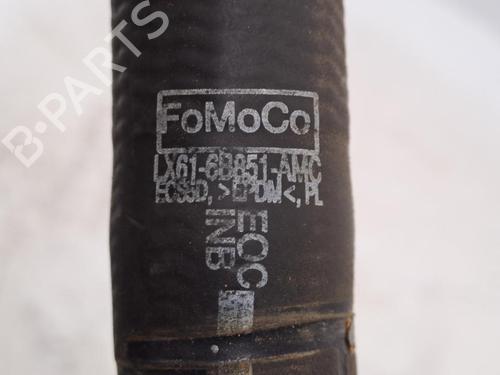 B-PARTS
FoMoCo
LX61-6B851-AMC
ECS3D, >EPDM<, PL
EOC
INB